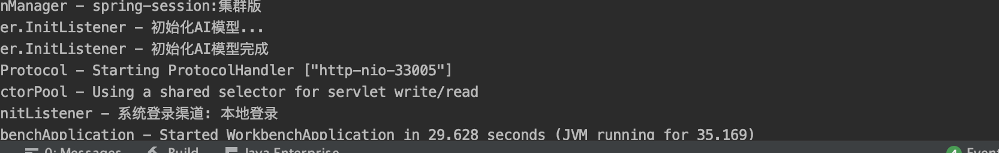 nManager - spring-session:集群版
er.InitListener - 初始化AI模型...
er.InitListener - 初始化AI模型完成
Protocol - Starting ProtocolHandler ["http-nio-33005"]
ctorPool - Using a shared selector for servlet write/read
nitListener - 系统登录渠道: 本地登录
benchApplication - Started WorkbenchApplication in 29.628 seconds (JVM running for 35.169)
0: Messages Build Java Enterprise 4 Event